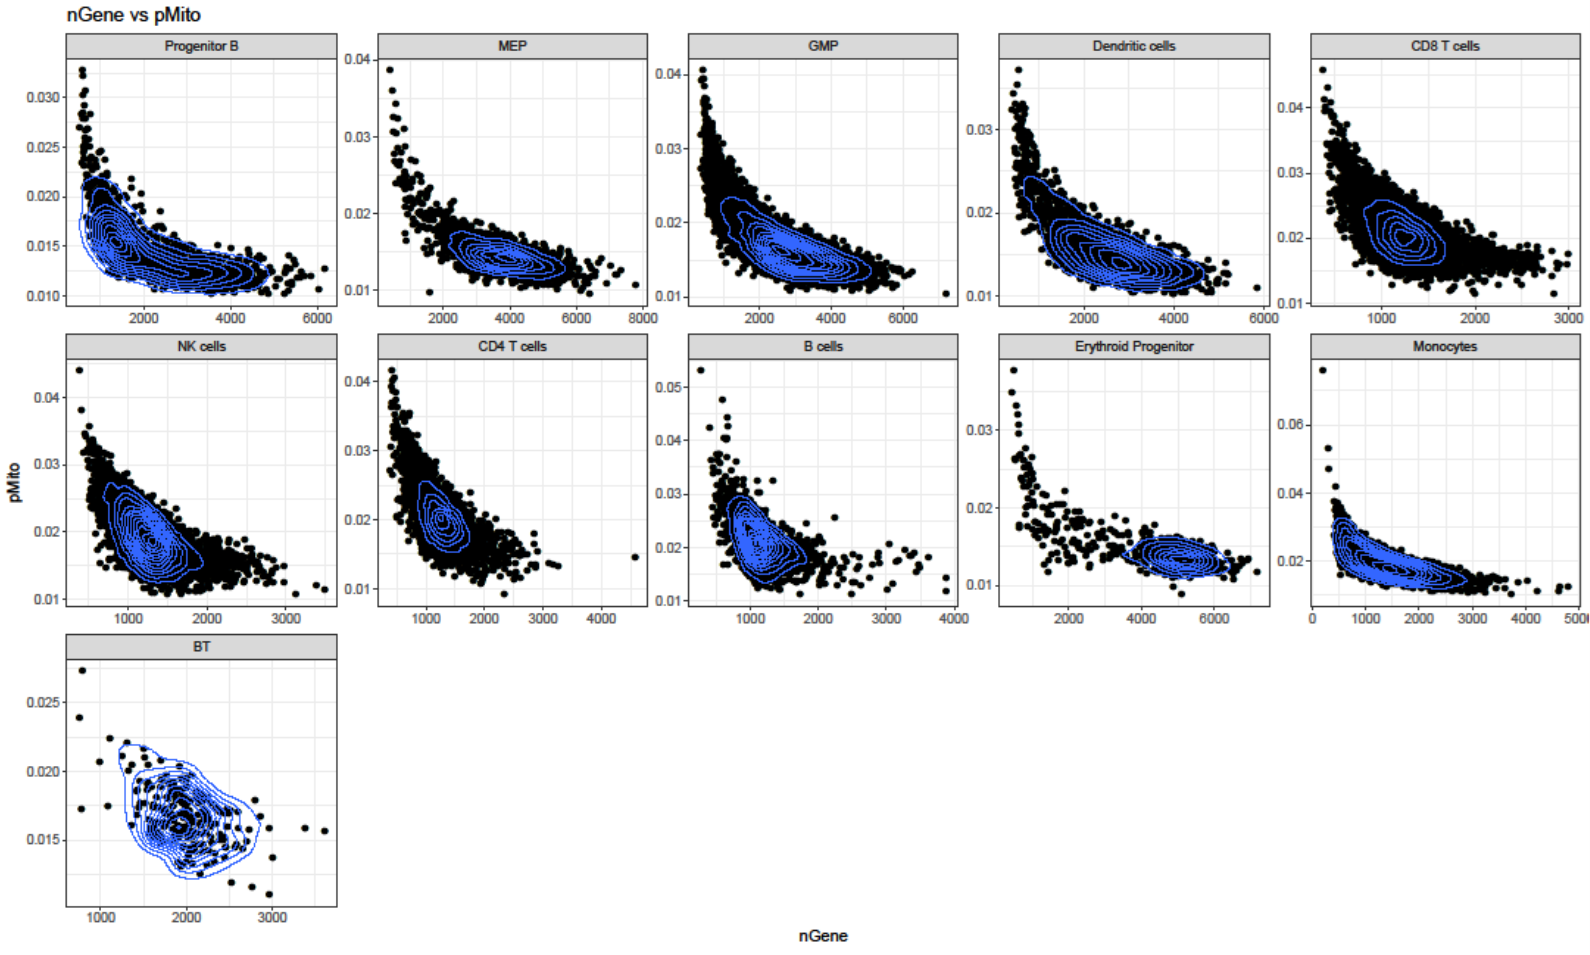 nGene vs pMito
Progenitor B
MEP
GMP
Dendritic cells
CD8 T cells
0.030
0.025
0.020
0.015
0.010
2000 4000 6000
0.04
0.03
0.02
0.01
2000 4000 6000 8000
0.04
0.03
0.02
0.01
2000 4000 6000
0.03
0.02
0.01
2000 4000 6000
0.04
0.03
0.02
0.01
1000 2000 3000
NK cells
CD4 T cells
B cells
Erythroid Progenitor
Monocytes
0.04
0.03
0.02
0.01
1000 2000 3000
0.04
0.03
0.02
0.01
1000 2000 3000 4000
0.05
0.04
0.03
0.02
0.01
1000 2000 3000 4000
0.03
0.02
0.01
2000 4000 6000
0.06
0.04
0.02
0 1000 2000 3000 4000 500
pMito
BT
0.025
0.020
0.015
1000 2000 3000
nGene